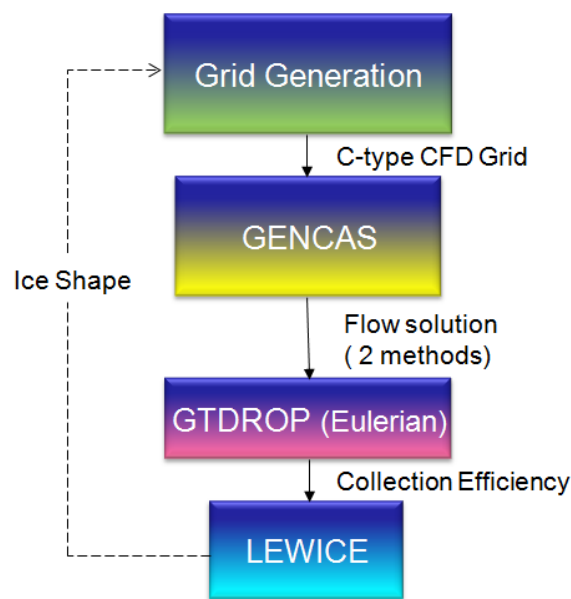 Grid Generation
C-type CFD Grid
GENCAS
Ice Shape
Flow solution
( 2 methods)
GTDROP (Eulerian)
Collection Efficiency
LEWICE